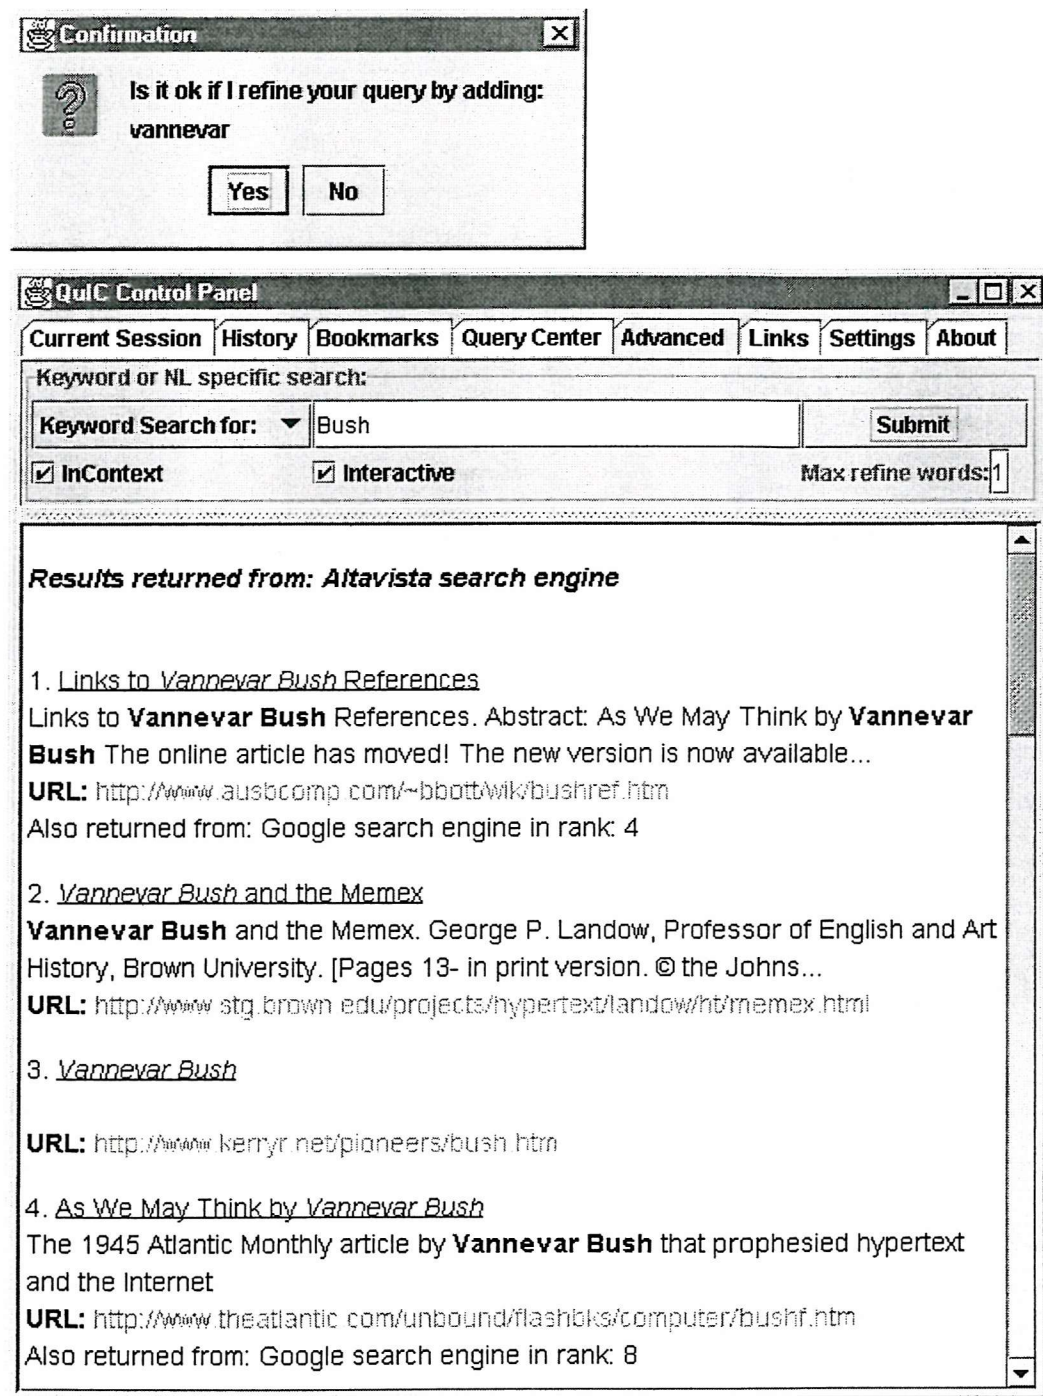 Confirmation
Is it ok if I refine your query by adding:
vannevar
Yes No
QuIC Control Panel
Current Session History Bookmarks Query Center Advanced Links Settings About
Keyword or NL specific search:
Keyword Search for: Bush Submit
InContext Interactive Max refine words: 1
Results returned from: Altavista search engine
1. Links to Vannevar Bush References
Links to Vannevar Bush References. Abstract: As We May Think by Vannevar
Bush The online article has moved! The new version is now available...
URL: http://www.ausbcomp.com/~bbott/wik/bushref.htm
Also returned from: Google search engine in rank: 4
2. Vannevar Bush and the Memex
Vannevar Bush and the Memex. George P. Landow, Professor of English and Art
History, Brown University. [Pages 13- in print version. © the Johns...
URL: http://www.stg.brown.edu/projects/hypertext/landow/ht/memex.html
3. Vannevar Bush
URL: http://www.kerryr.net/pioneers/bush.htm
4. As We May Think by Vannevar Bush
The 1945 Atlantic Monthly article by Vannevar Bush that prophesied hypertext
and the Internet
URL: http://www.theatlantic.com/unbound/flashbks/computer/bushf.htm
Also returned from: Google search engine in rank: 8